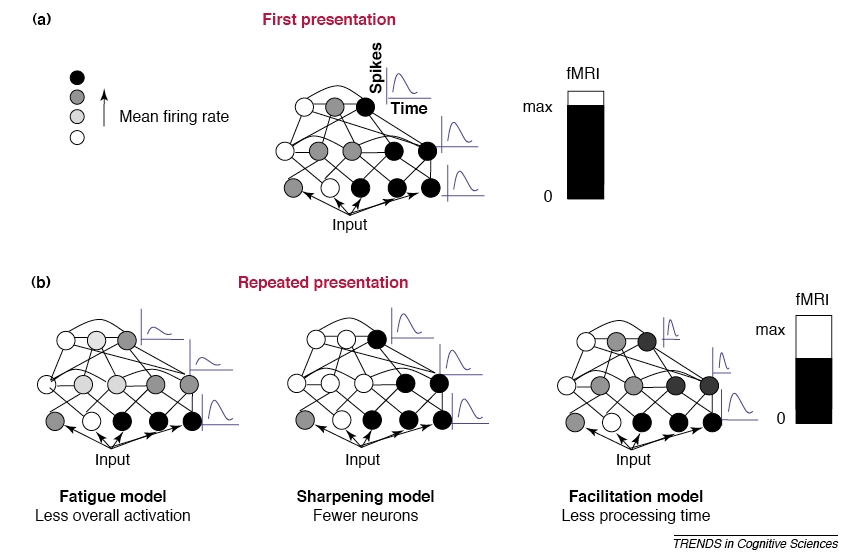 (a)
First presentation
Mean firing rate
Spikes
Time
Input
fMRI
max
0
(b)
Repeated presentation
fMRI
max
0
Input
Input
Input
Fatigue model
Less overall activation
Sharpening model
Fewer neurons
Facilitation model
Less processing time
TRENDS in Cognitive Sciences